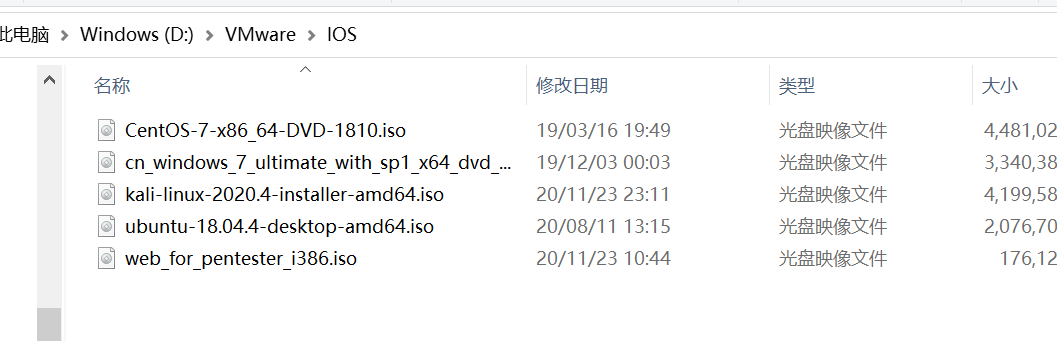 此电脑 > Windows (D:) > VMware > IOS
名称 修改日期 类型 大小
CentOS-7-x86_64-DVD-1810.iso 19/03/16 19:49 光盘映像文件 4,481,02
cn_windows_7_ultimate_with_sp1_x64_dvd_... 19/12/03 00:03 光盘映像文件 3,340,38
kali-linux-2020.4-installer-amd64.iso 20/11/23 23:11 光盘映像文件 4,199,58
ubuntu-18.04.4-desktop-amd64.iso 20/08/11 13:15 光盘映像文件 2,076,70
web_for_pentester_i386.iso 20/11/23 10:44 光盘映像文件 176,12